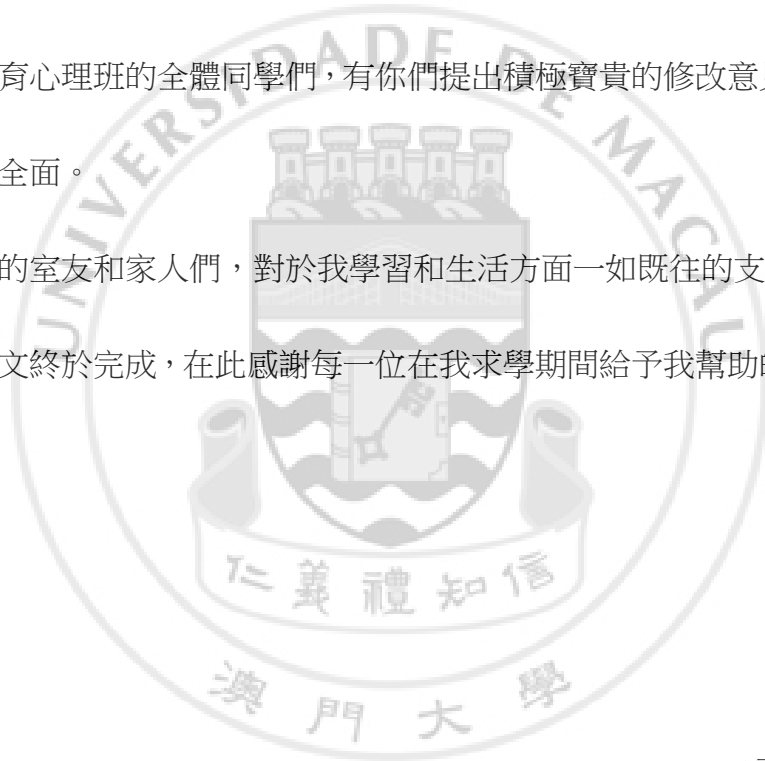 育心理班的全體同學們，有你們提出積極寶貴的修改意
全面。
的室友和家人們，對於我學習和生活方面一如既往的支
文終於完成，在此感謝每一位在我求學期間給予我幫助
UNIVERSIDADE DE MACAU
仁義禮知信
澳門大學